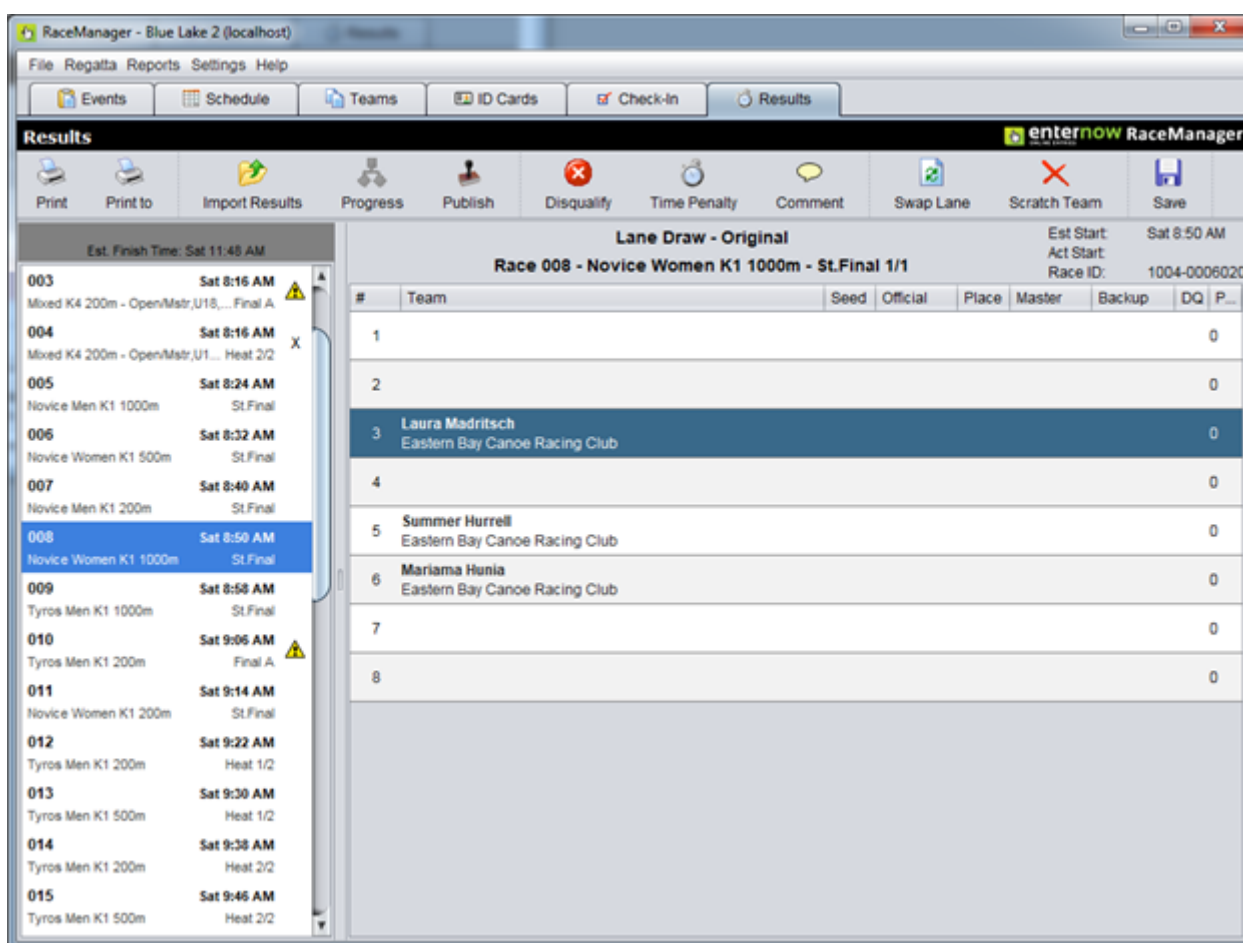 RaceManager - Blue Lake 2 (localhost)
File Regatta Reports Settings Help
Events Schedule Teams ID Cards Check-In Results
Results
enternow RaceManager
Print Print to Import Results Progress Publish Disqualify Time Penalty Comment Swap Lane Scratch Team Save
Est. Finish Time: Sat 11:48 AM
003 Sat 8:16 AM
Mixed K4 200m - Open/Mstr,U18,... Final A
004 Sat 8:16 AM X
Mixed K4 200m - Open/Mstr,U1... Heat 2/2
005 Sat 8:24 AM
Novice Men K1 1000m St.Final
006 Sat 8:32 AM
Novice Women K1 500m St.Final
007 Sat 8:40 AM
Novice Men K1 200m St.Final
008 Sat 8:50 AM
Novice Women K1 1000m St.Final
009 Sat 8:58 AM
Tyros Men K1 1000m St.Final
010 Sat 9:06 AM
Tyros Men K1 200m Final A
011 Sat 9:14 AM
Novice Women K1 200m St.Final
012 Sat 9:22 AM
Tyros Men K1 200m Heat 1/2
013 Sat 9:30 AM
Tyros Men K1 500m Heat 1/2
014 Sat 9:38 AM
Tyros Men K1 200m Heat 2/2
015 Sat 9:46 AM
Tyros Men K1 500m Heat 2/2
Lane Draw - Original
Race 008 - Novice Women K1 1000m - St.Final 1/1
Est Start: Sat 8:50 AM
Act Start:
Race ID: 1004-0006020
# Team Seed Official Place Master Backup DQ P...
1 0
2 0
3 Laura Madritsch 0
Eastern Bay Canoe Racing Club
4 0
5 Summer Hurrell 0
Eastern Bay Canoe Racing Club
6 Mariama Hunia 0
Eastern Bay Canoe Racing Club
7 0
8 0